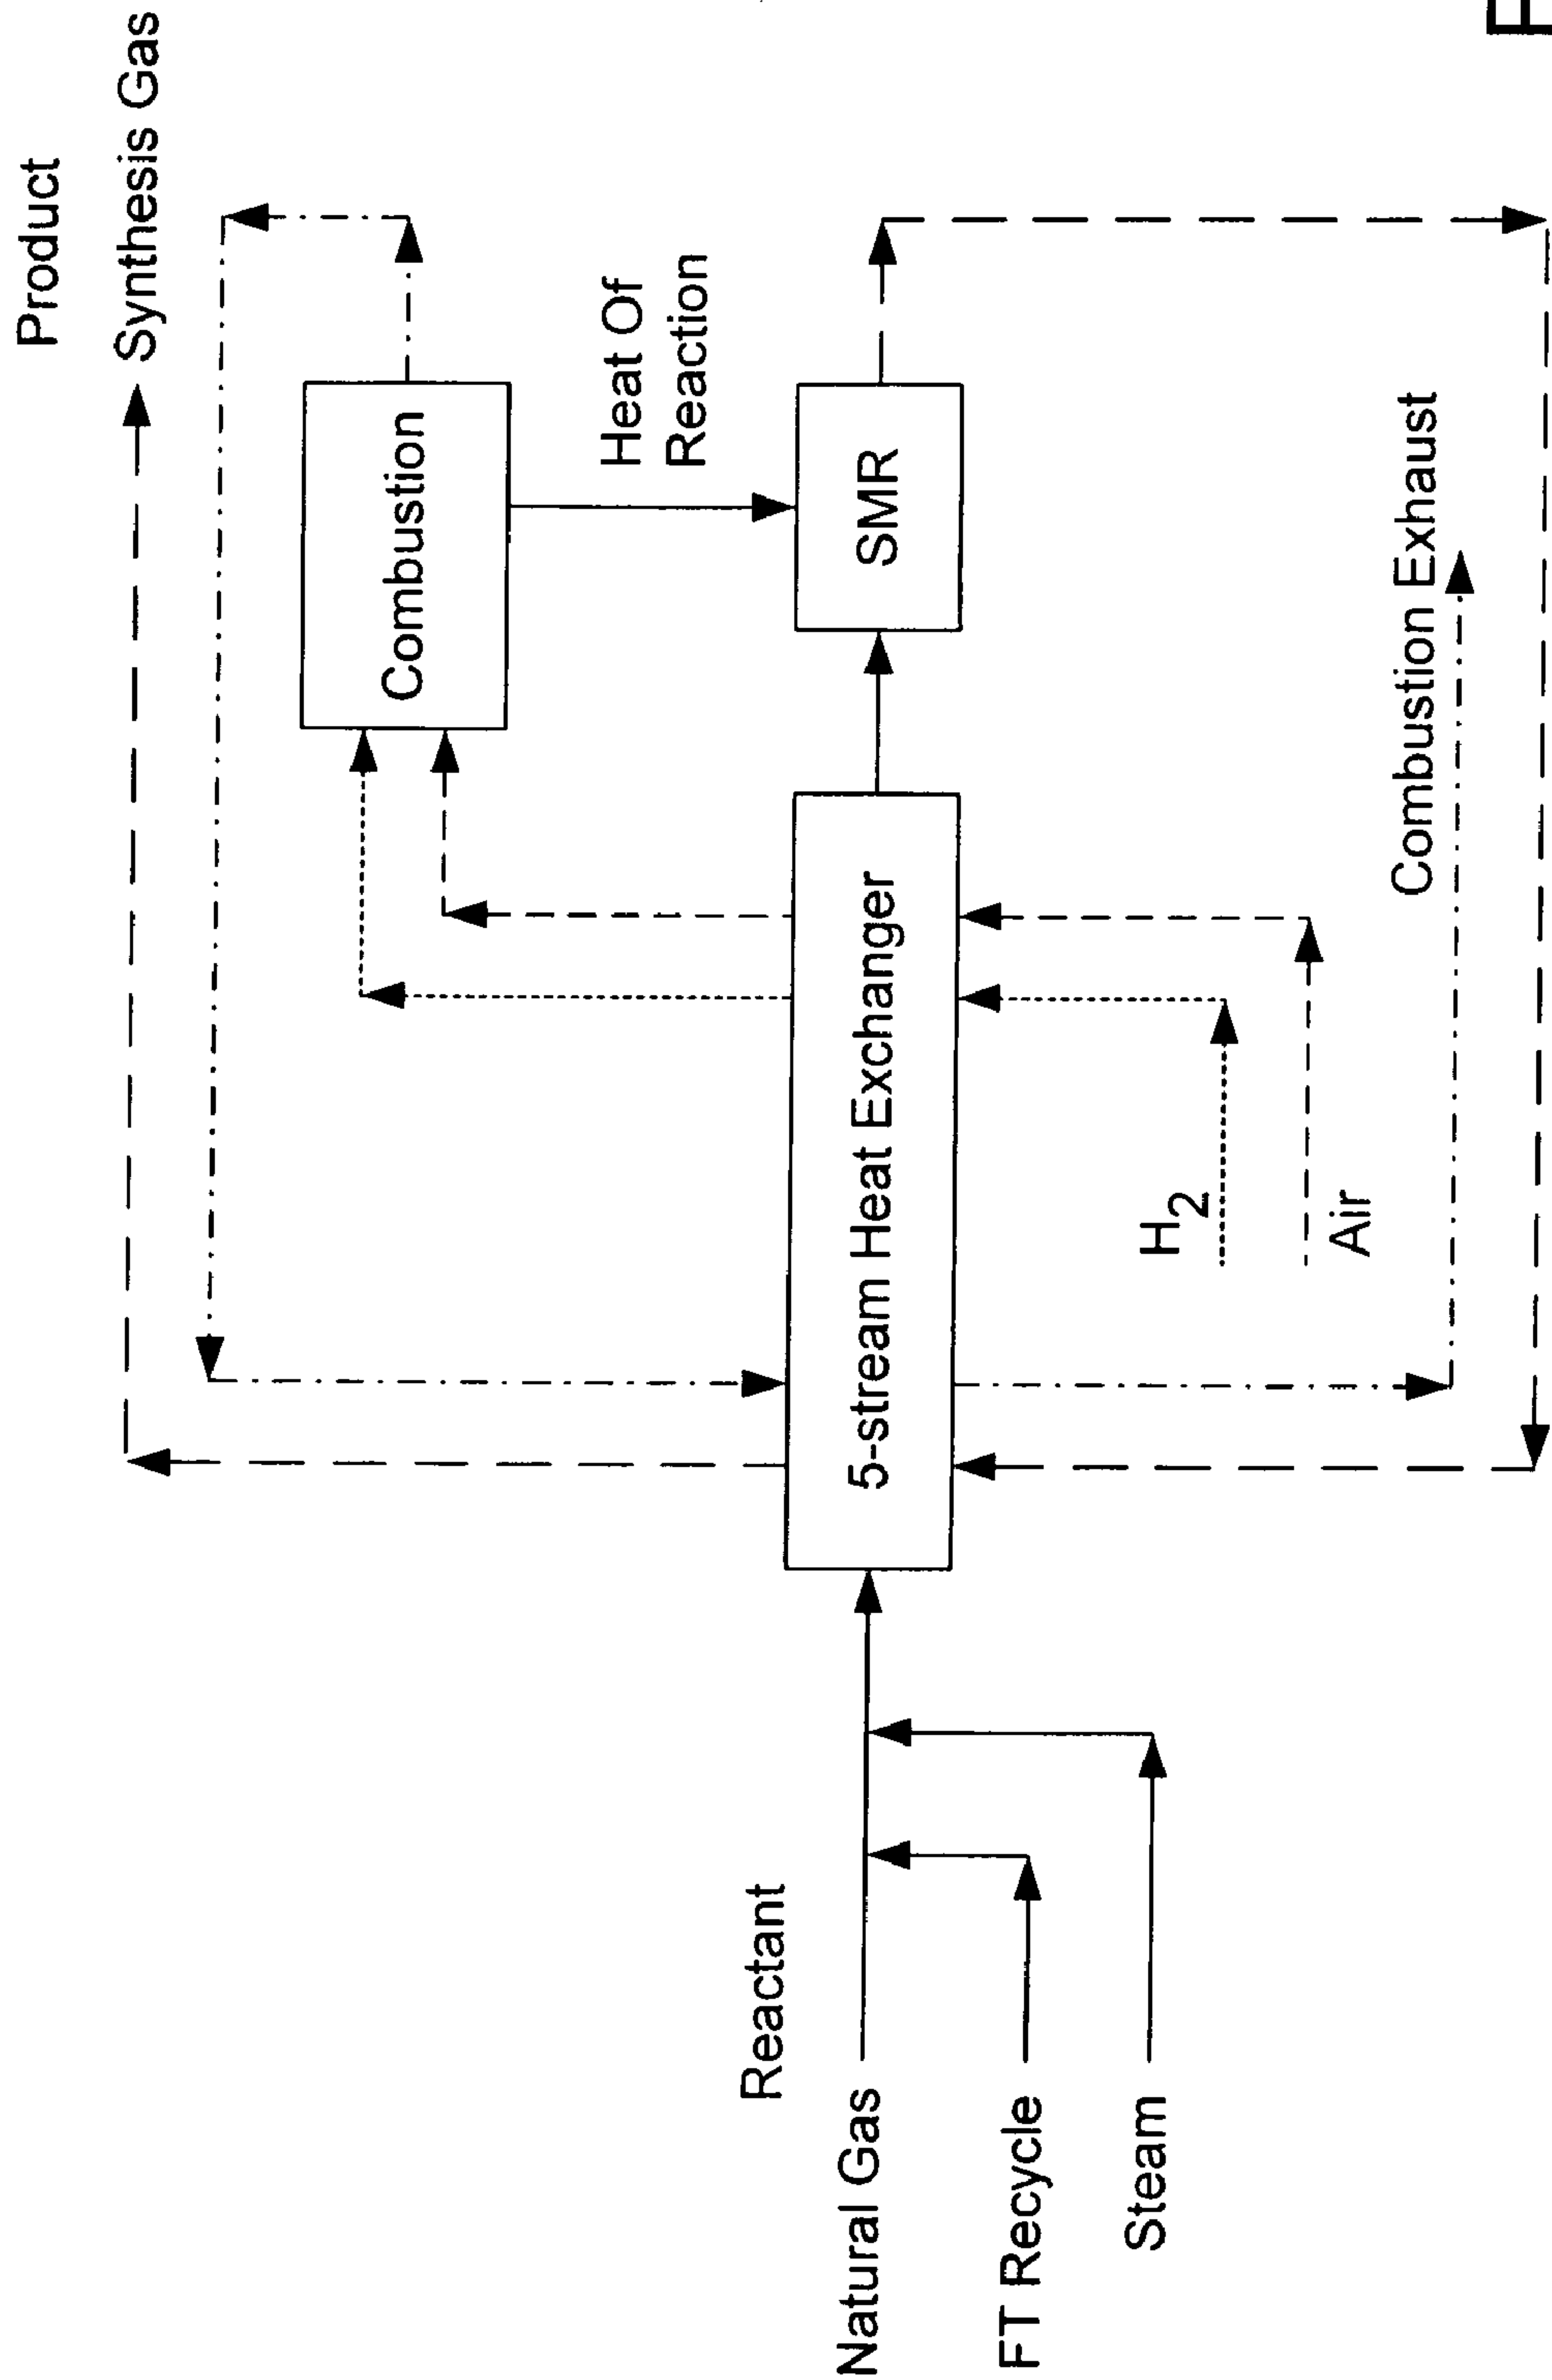 Product
Synthesis Gas
Combustion
Heat Of
Reaction
Reactant
Natural Gas
5-stream Heat Exchanger
SMR
FT Recycle
Steam
H2
Air
Combustion Exhaust